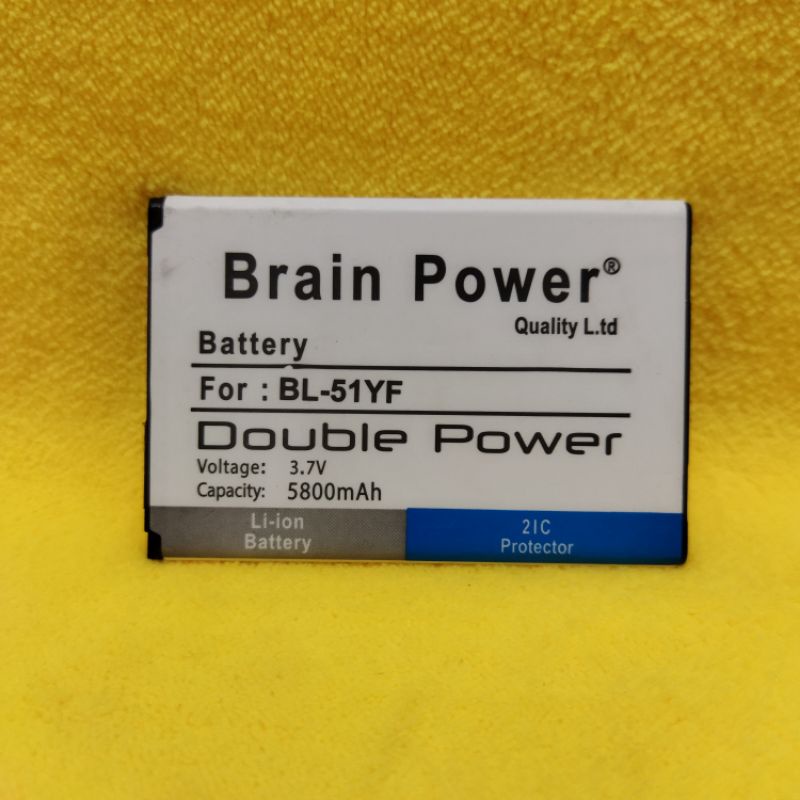 Brain Power®
Quality L.td
Battery
For : BL-51YF
Double Power
Voltage: 3.7V
Capacity: 5800mAh
Li-ion
Battery
2IC
Protector